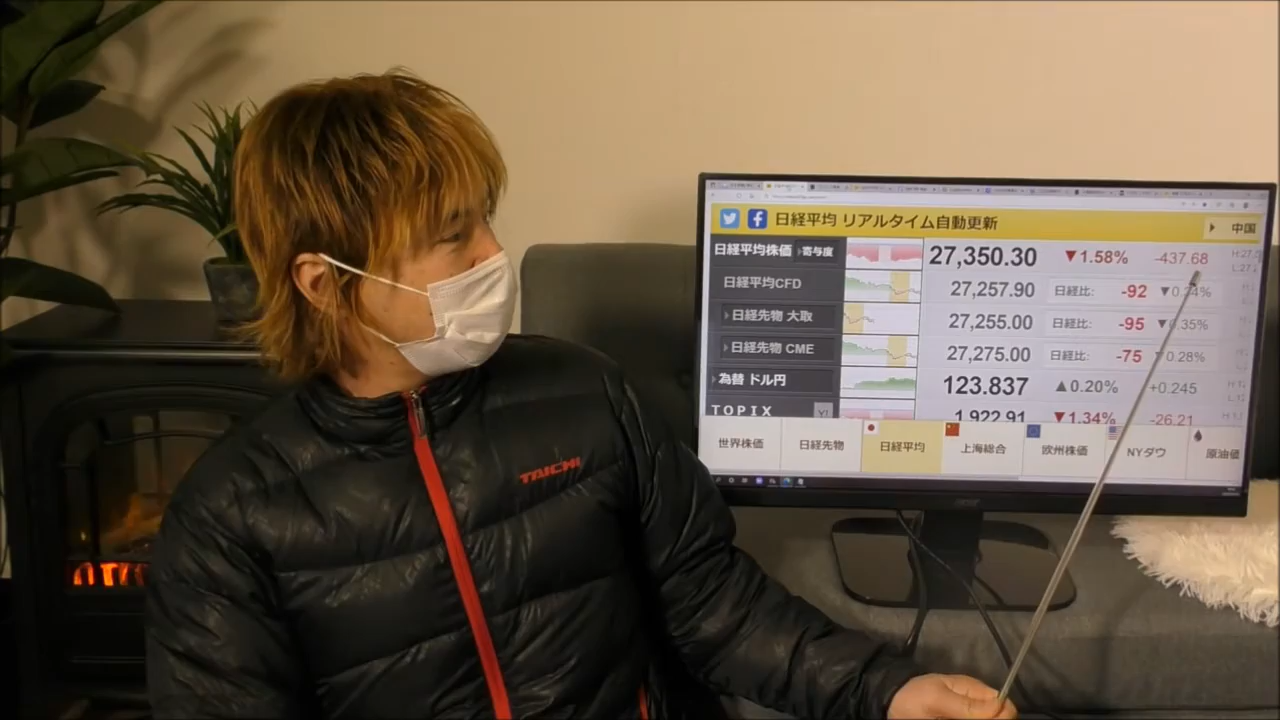 日経平均 リアルタイム自動更新
中国
日経平均株価 寄与度 27,350.30 ▼1.58% -437.68
日経平均CFD 27,257.90 日経比: -92 ▼0.34%
日経先物 大取 27,255.00 日経比: -95 ▼0.35%
日経先物 CME 27,275.00 日経比: -75 ▼0.28%
為替 ドル円 123.837 ▲0.20% +0.245
TOPIX Y! 1,922.91 ▼1.34% -26.21
世界株価 日経先物 日経平均 上海総合 欧州株価 NYダウ 原油価
acer
TAICHI